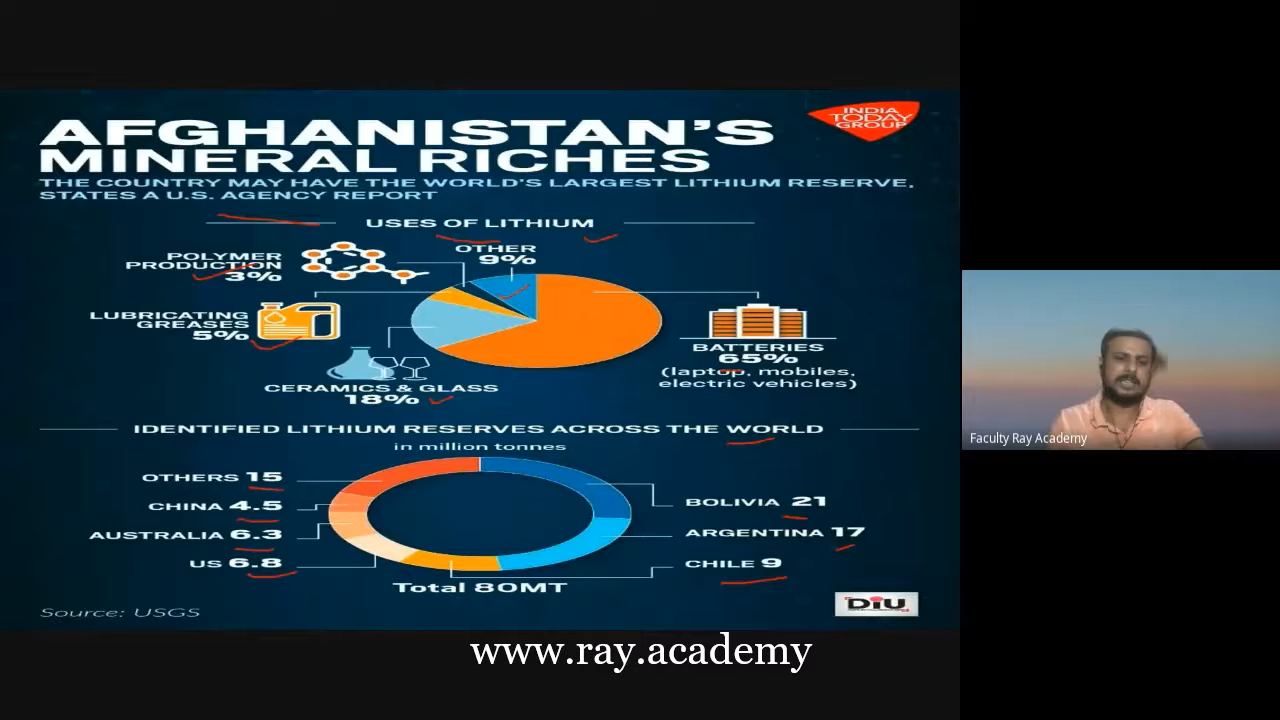 AFGHANISTAN'S
MINERAL RICHES
THE COUNTRY MAY HAVE THE WORLD'S LARGEST LITHIUM RESERVE,
STATES A U.S. AGENCY REPORT
INDIA
TODAY
GROUP
USES OF LITHIUM
POLYMER
PRODUCTION
3%
OTHER
9%
LUBRICATING
GREASES
5%
CERAMICS & GLASS
18%
BATTERIES
65%
(laptop, mobiles,
electric vehicles)
IDENTIFIED LITHIUM RESERVES ACROSS THE WORLD
in million tonnes
OTHERS 15
CHINA 4.5
AUSTRALIA 6.3
US 6.8
BOLIVIA 21
ARGENTINA 17
CHILE 9
Total 80MT
Source: USGS
DIU
www.ray.academy
Faculty Ray Academy